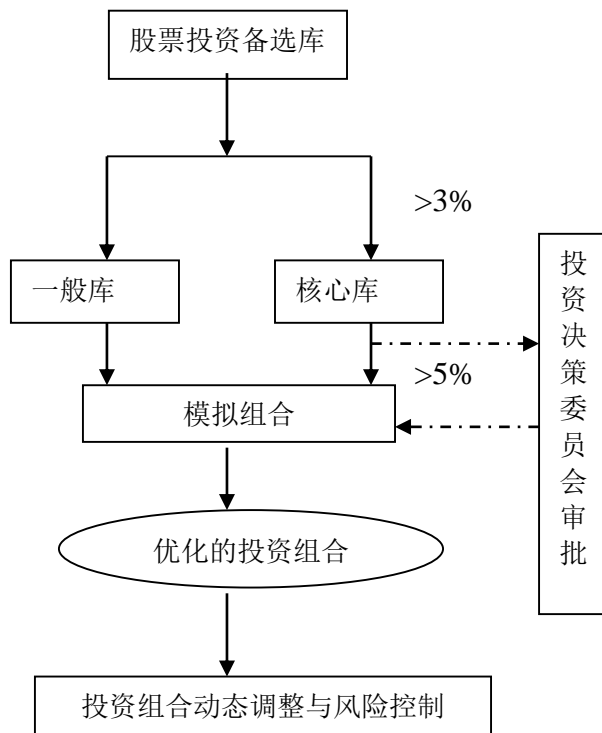 股票投资备选库
>3%
一般库
核心库
投资决策委员会审批
>5%
模拟组合
优化的投资组合
投资组合动态调整与风险控制